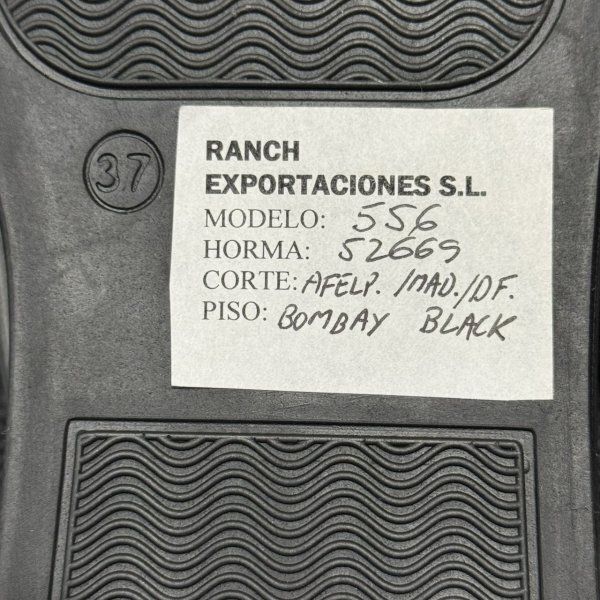 37
RANCH
EXPORTACIONES S.L.
MODELO: 556
HORMA: 52669
CORTE: AFELP. /MAD./DF.
PISO: BOMBAY BLACK